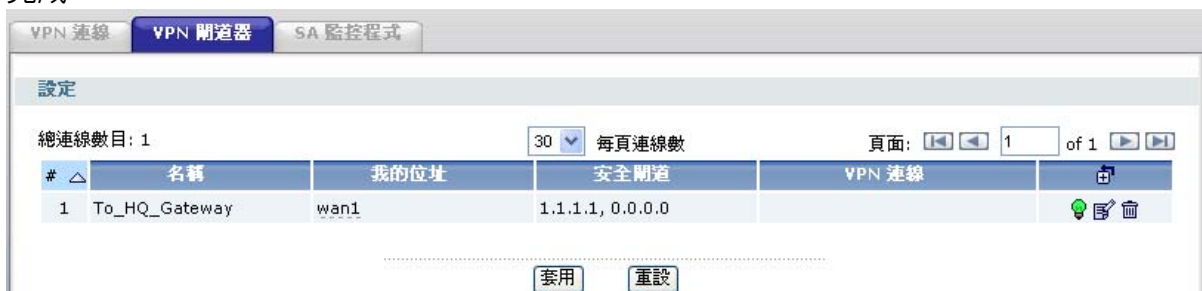 VPN 連線 VPN 閘道器 SA 監控程式
設定
總連線數目: 1 30 每頁連線數 頁面: 1 of 1
# 名稱 我的位址 安全閘道 VPN 連線
1 To_HQ_Gateway wan1 1.1.1.1, 0.0.0.0
套用 重設